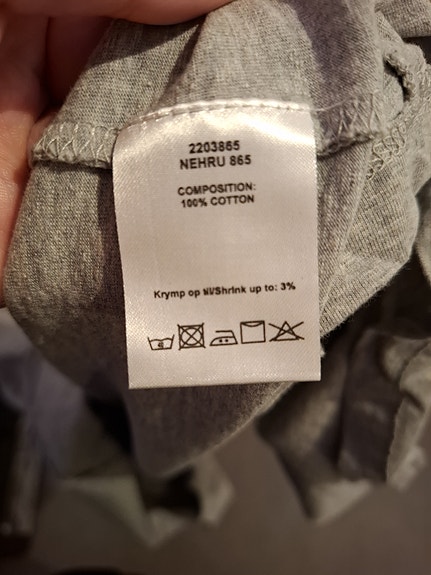 2203865
NEHRU 865
COMPOSITION:
100% COTTON
Krymp op til/Shrink up to: 3%